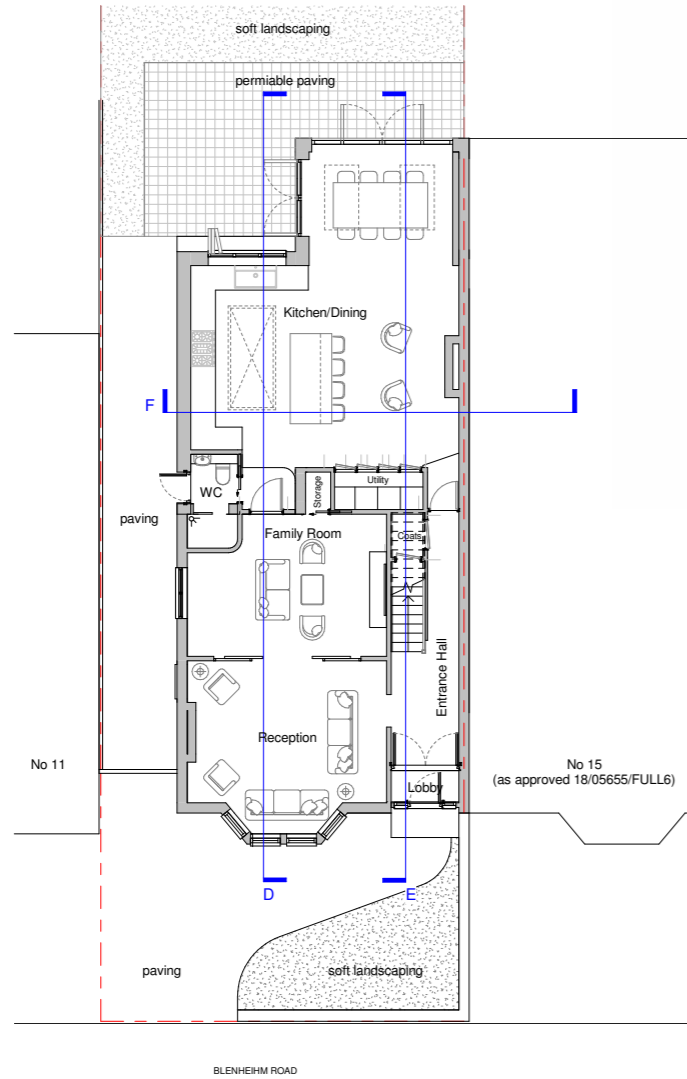 soft landscaping
permiable paving
Kitchen/Dining
F
WC
Storage
Utility
paving
Family Room
Coats
Entrance Hall
Reception
No 11
No 15
(as approved 18/05655/FULL6)
Lobby
D
E
paving
soft landscaping
BLENHEIHM ROAD